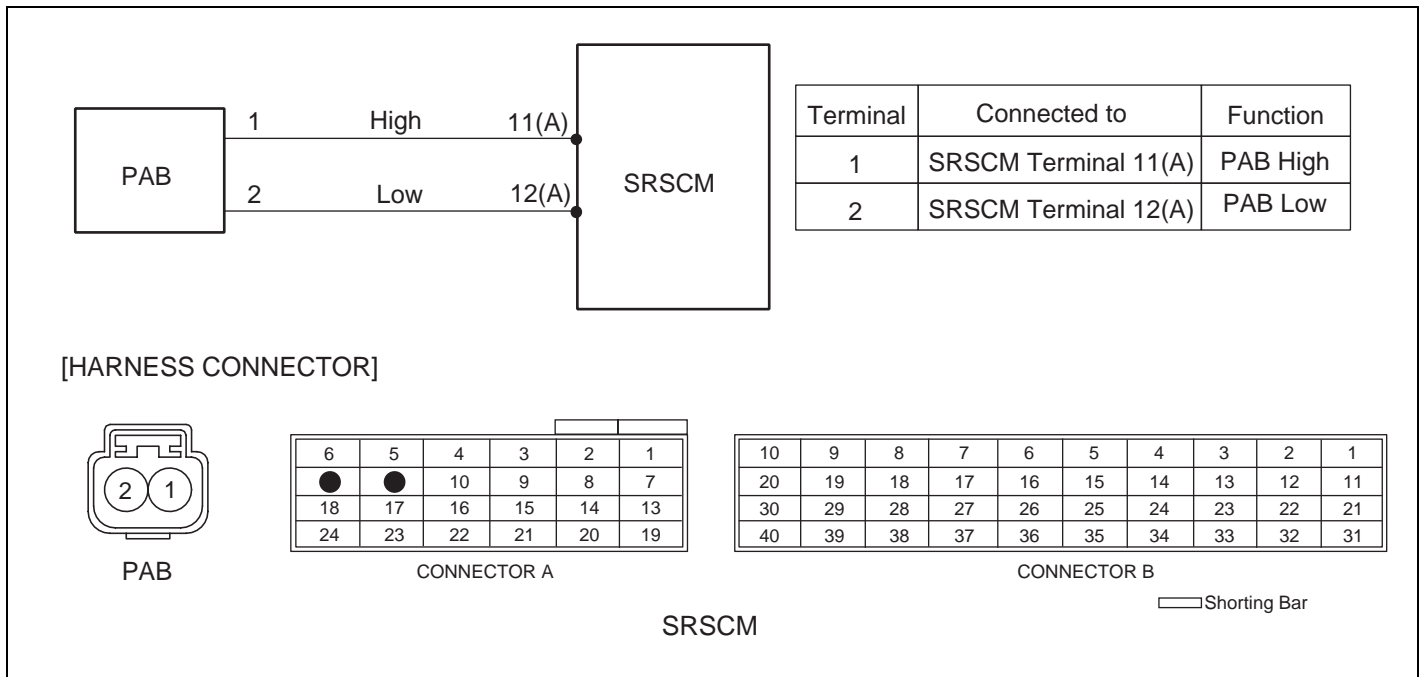 PAB
1 High 11(A)
2 Low 12(A)
SRSCM
Terminal Connected to Function
1 SRSCM Terminal 11(A) PAB High
2 SRSCM Terminal 12(A) PAB Low
[HARNESS CONNECTOR]
2 1
PAB
6 5 4 3 2 1
10 9 8 7
18 17 16 15 14 13
24 23 22 21 20 19
CONNECTOR A
10 9 8 7 6 5 4 3 2 1
20 19 18 17 16 15 14 13 12 11
30 29 28 27 26 25 24 23 22 21
40 39 38 37 36 35 34 33 32 31
CONNECTOR B
Shorting Bar
SRSCM